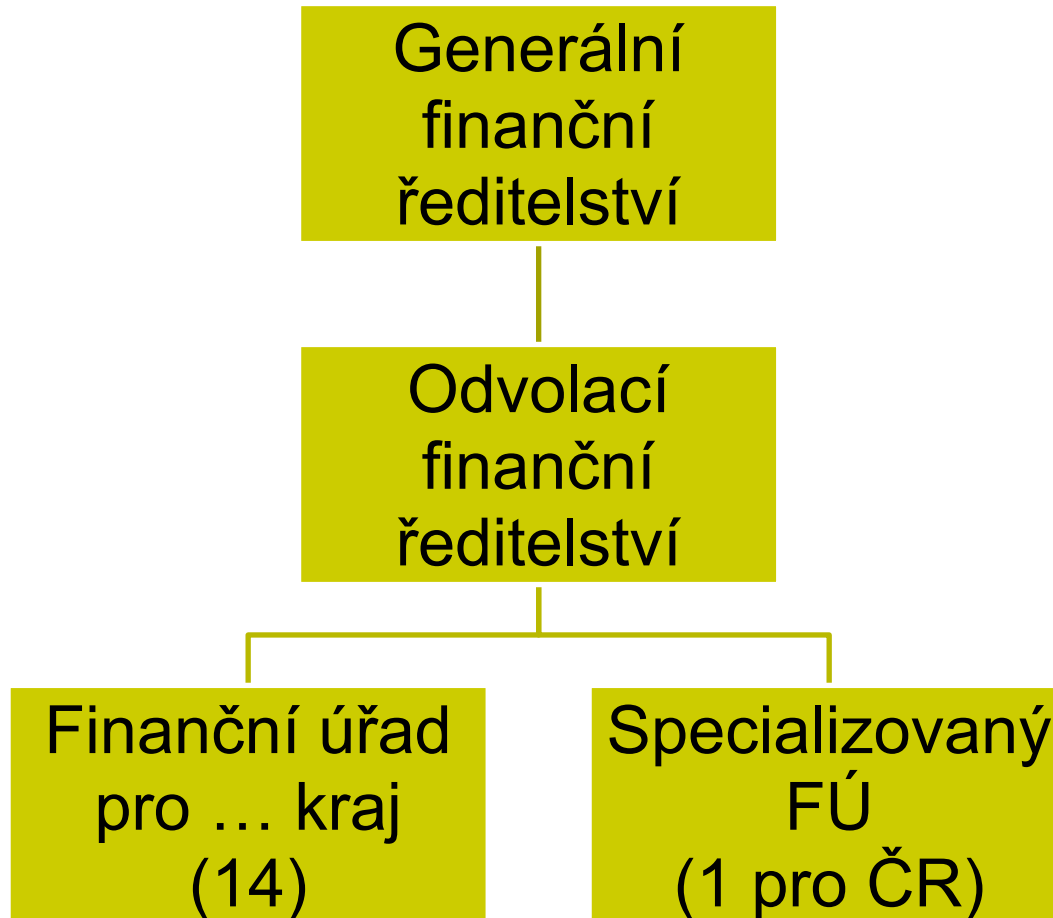 Generální
finanční
ředitelství
Odvolací
finanční
ředitelství
Finanční úřad
pro … kraj
(14)
Specializovaný
FÚ
(1 pro ČR)